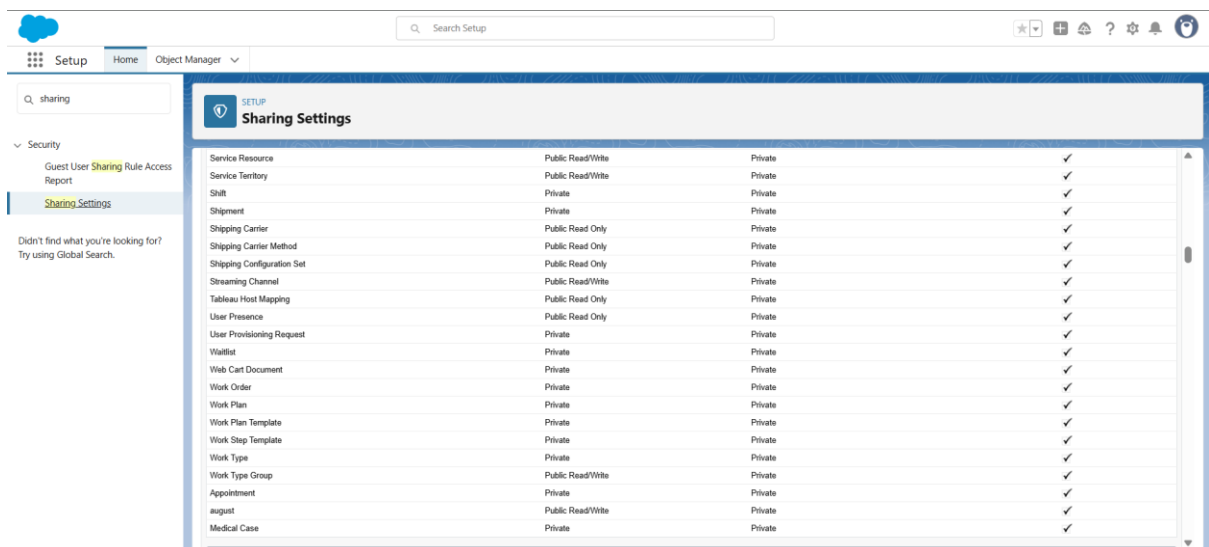 Search Setup
Setup Home Object Manager
sharing
Security
Guest User Sharing Rule Access
Report
Sharing Settings
Didn't find what you're looking for?
Try using Global Search.
SETUP
Sharing Settings
Service Resource Public Read/Write Private ✓
Service Territory Public Read/Write Private ✓
Shift Private Private ✓
Shipment Private Private ✓
Shipping Carrier Public Read Only Private ✓
Shipping Carrier Method Public Read Only Private ✓
Shipping Configuration Set Public Read Only Private ✓
Streaming Channel Public Read/Write Private ✓
Tableau Host Mapping Public Read Only Private ✓
User Presence Public Read Only Private ✓
User Provisioning Request Private Private ✓
Waitlist Private Private ✓
Web Cart Document Private Private ✓
Work Order Private Private ✓
Work Plan Private Private ✓
Work Plan Template Private Private ✓
Work Step Template Private Private ✓
Work Type Private Private ✓
Work Type Group Public Read/Write Private ✓
Appointment Private Private ✓
august Public Read/Write Private ✓
Medical Case Private Private ✓